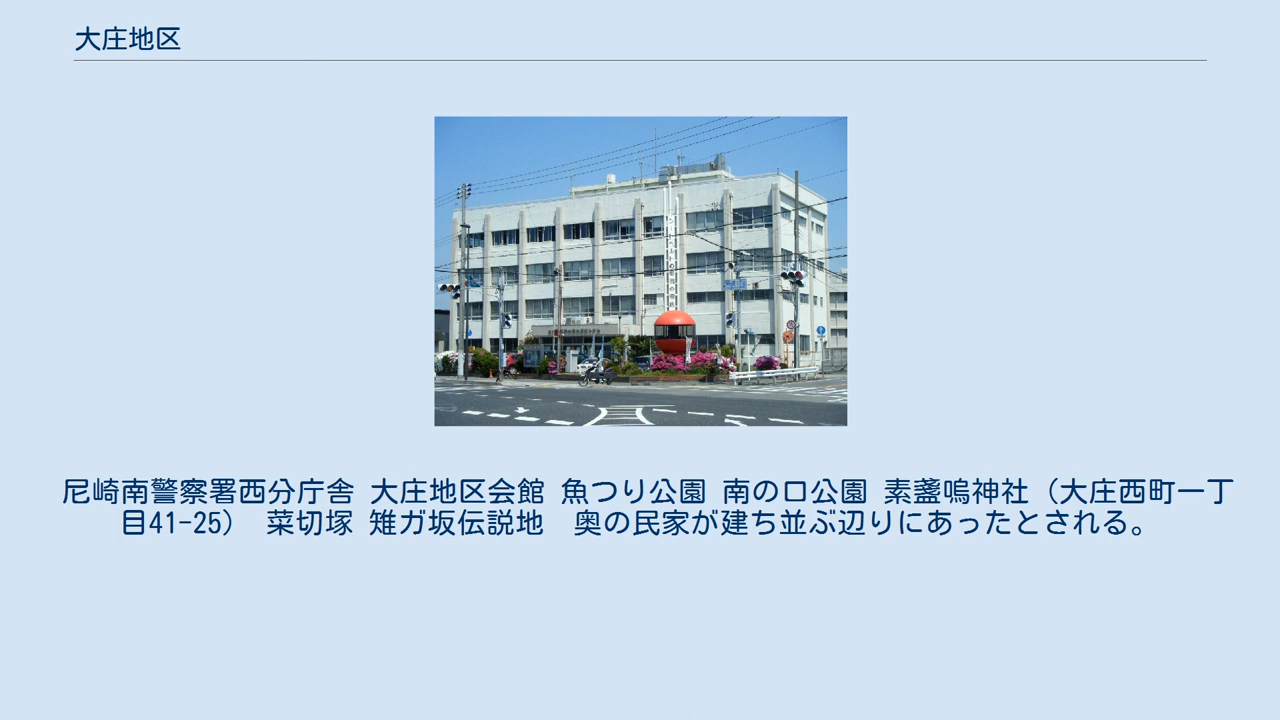 大庄地区
尼崎南警察署西分庁舎 大庄地区会館 魚つり公園 南の口公園 素盞嗚神社（大庄西町一丁
目41-25） 菜切塚 雉ガ坂伝説地　奥の民家が建ち並ぶ辺りにあったとされる。